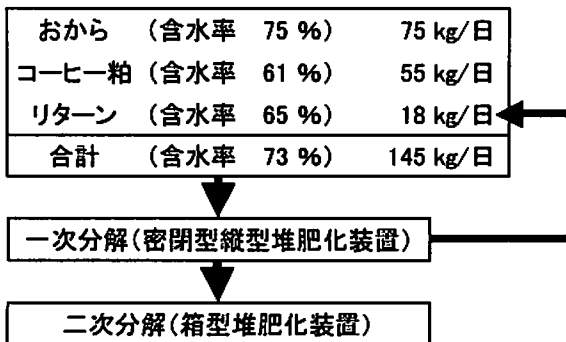 おから (含水率 75 %) 75 kg/日
コーヒー粕 (含水率 61 %) 55 kg/日
リターン (含水率 65 %) 18 kg/日
合計 (含水率 73 %) 145 kg/日
一次分解(密閉型縦型堆肥化装置)
二次分解(箱型堆肥化装置)